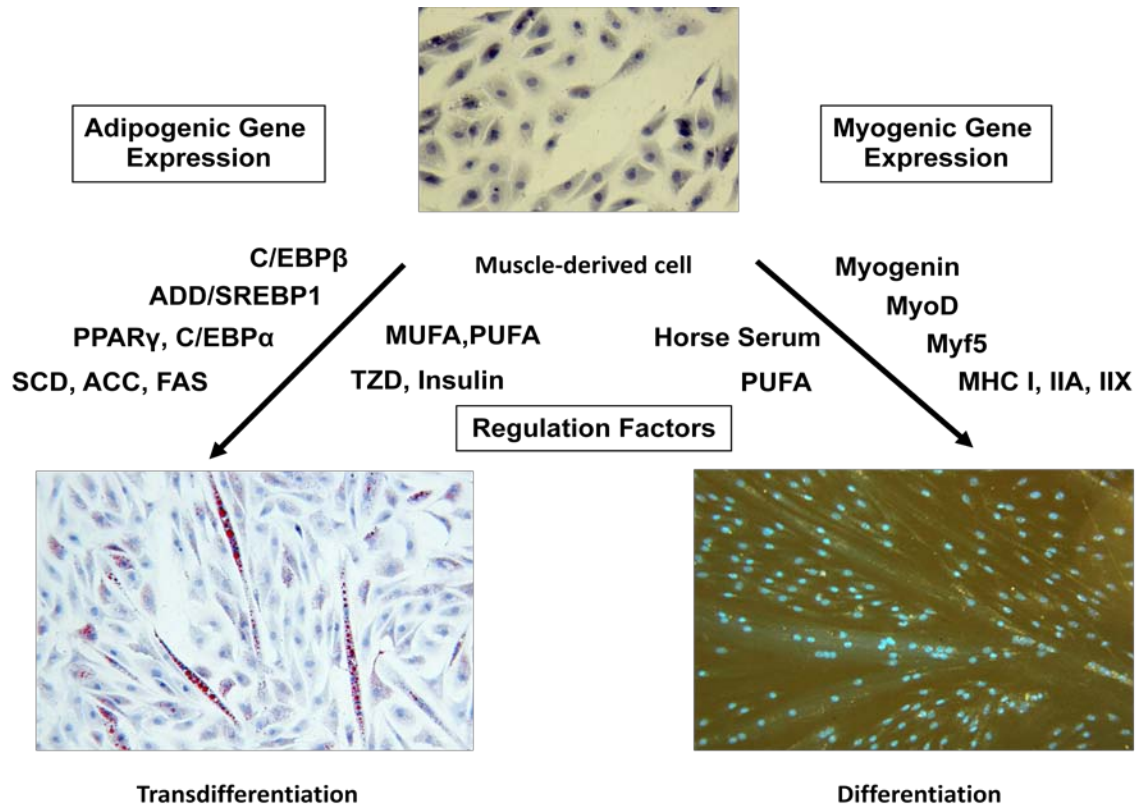 Adipogenic Gene
Expression
Myogenic Gene
Expression
C/EBPβ
ADD/SREBP1
PPARγ, C/EBPα
SCD, ACC, FAS
Muscle-derived cell
MUFA,PUFA
TZD, Insulin
Horse Serum
PUFA
Regulation Factors
Myogenin
MyoD
Myf5
MHC I, IIA, IIX
Transdifferentiation
Differentiation